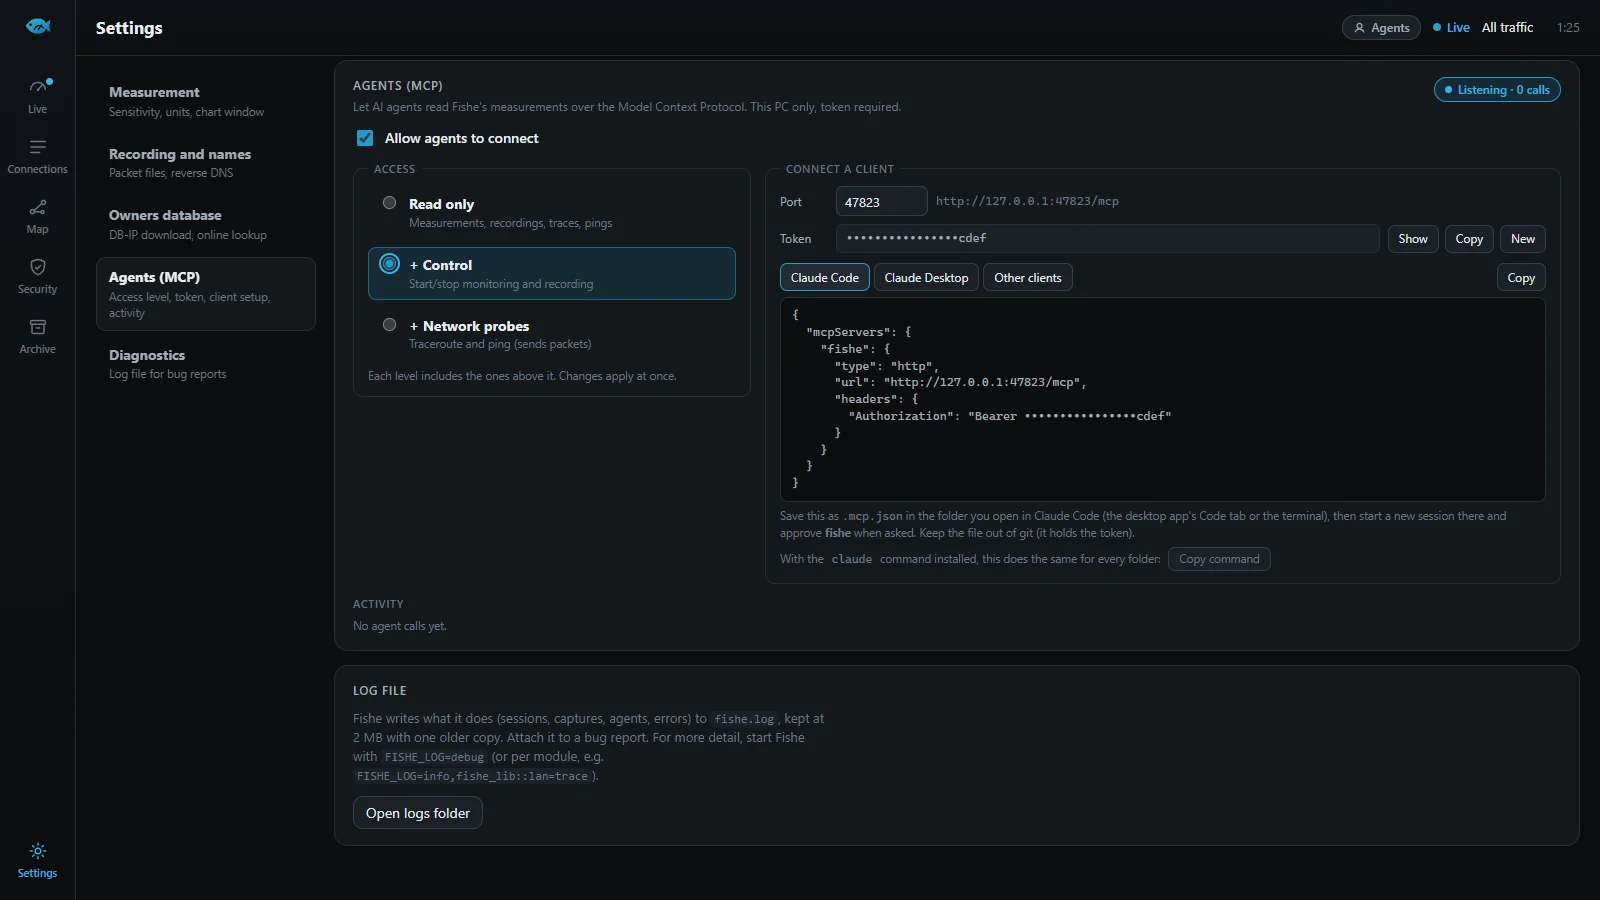 Settings
Agents
Live
All traffic
1:25
Live
Connections
Map
Security
Archive
Settings
Measurement
Sensitivity, units, chart window
Recording and names
Packet files, reverse DNS
Owners database
DB-IP download, online lookup
Agents (MCP)
Access level, token, client setup,
activity
Diagnostics
Log file for bug reports
AGENTS (MCP)
Let AI agents read Fishe's measurements over the Model Context Protocol. This PC only, token required.
Listening · 0 calls
Allow agents to connect
ACCESS
Read only
Measurements, recordings, traces, pings
+ Control
Start/stop monitoring and recording
+ Network probes
Traceroute and ping (sends packets)
Each level includes the ones above it. Changes apply at once.
CONNECT A CLIENT
Port 47823 http://127.0.0.1:47823/mcp
Token ••••••••••••••••cdef Show Copy New
Claude Code Claude Desktop Other clients Copy
{
"mcpServers": {
"fishe": {
"type": "http",
"url": "http://127.0.0.1:47823/mcp",
"headers": {
"Authorization": "Bearer ••••••••••••••••cdef"
}
}
}
}
Save this as .mcp.json in the folder you open in Claude Code (the desktop app's Code tab or the terminal), then start a new session there and
approve fishe when asked. Keep the file out of git (it holds the token).
With the claude command installed, this does the same for every folder: Copy command
ACTIVITY
No agent calls yet.
LOG FILE
Fishe writes what it does (sessions, captures, agents, errors) to fishe.log, kept at
2 MB with one older copy. Attach it to a bug report. For more detail, start Fishe
with FISHE_LOG=debug (or per module, e.g.
FISHE_LOG=info,fishe_lib::lan=trace).
Open logs folder